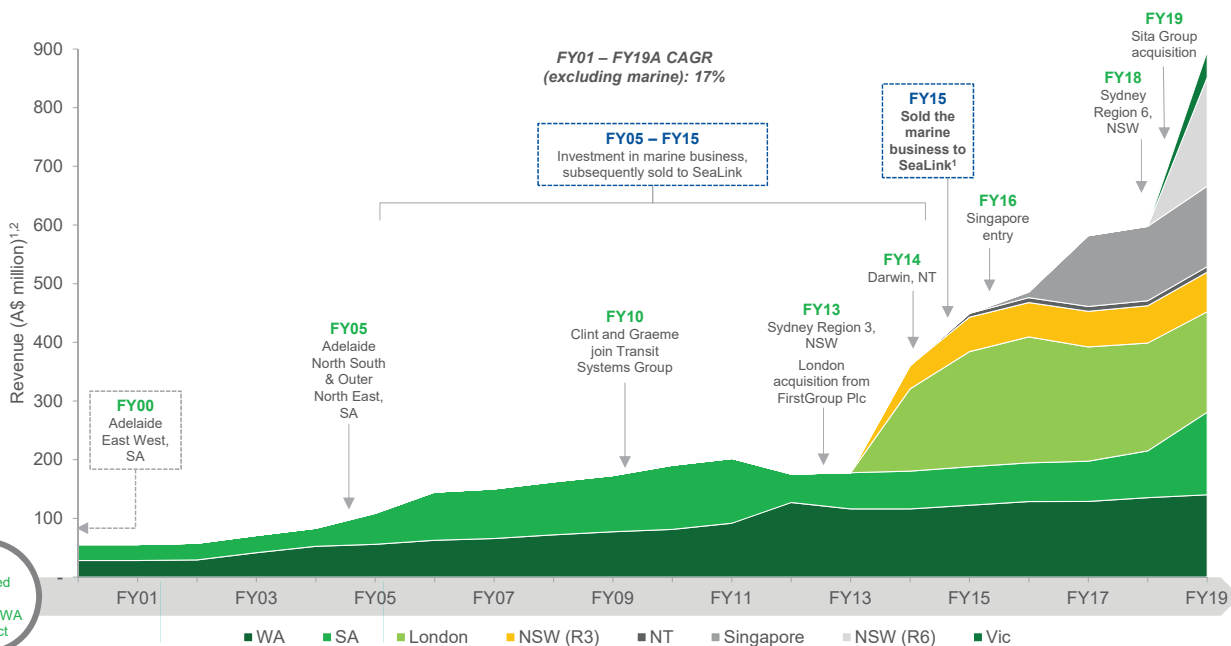 FY19
Sita Group
acquisition
FY01 – FY19A CAGR
(excluding marine): 17%
FY18
Sydney
Region 6,
NSW
FY15
Sold the
marine
business to
SeaLink¹
FY05 – FY15
Investment in marine business,
subsequently sold to SeaLink
FY16
Singapore
entry
FY14
Darwin, NT
FY13
Sydney Region 3,
NSW
London
acquisition from
FirstGroup Plc
FY10
Clint and Graeme
join Transit
Systems Group
FY05
Adelaide
North South
& Outer
North East,
SA
FY00
Adelaide
East West,
SA
Revenue (A$ million)¹,²
900
800
700
600
500
400
300
200
100
-
ed
WA
ct
FY01 FY03 FY05 FY07 FY09 FY11 FY13 FY15 FY17 FY19
WA SA London NSW (R3) NT Singapore NSW (R6) Vic